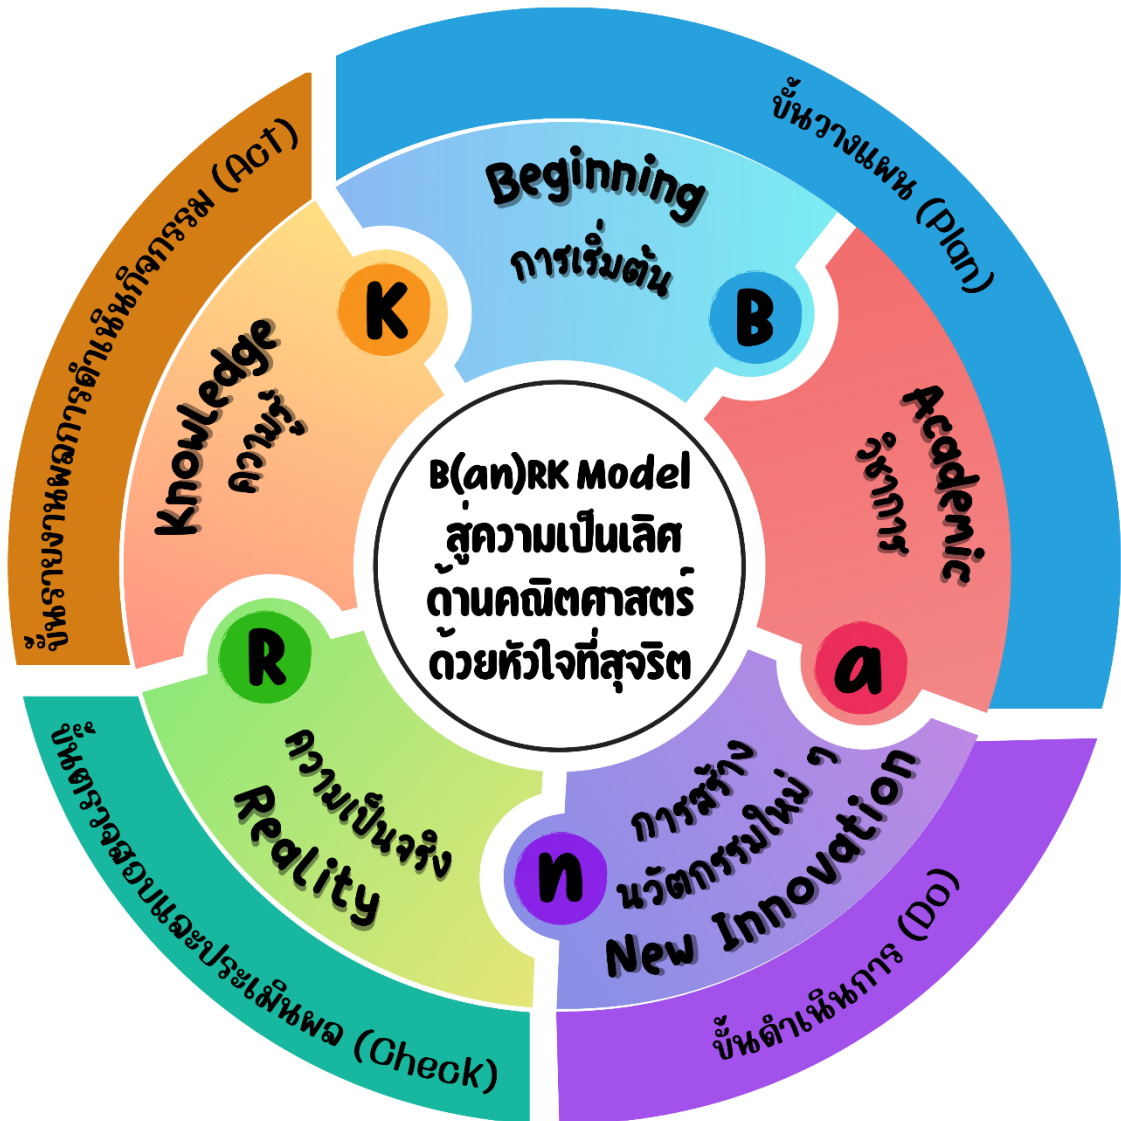 ขั้นวางแผน (Plan)
Beginning
การเริ่มต้น
B
Academic
วิชาการ
a
ขั้นดำเนินการ (Do)
การสร้าง
นวัตกรรมใหม่ ๆ
New Innovation
n
ขั้นตรวจสอบและประเมินผล (Check)
ความเป็นจริง
Reality
R
ขั้นรายงานผลการดำเนินกิจกรรม (Act)
Knowledge
ความรู้
K
B(an)RK Model
สู่ความเป็นเลิศ
ด้านคณิตศาสตร์
ด้วยหัวใจที่สุจริต